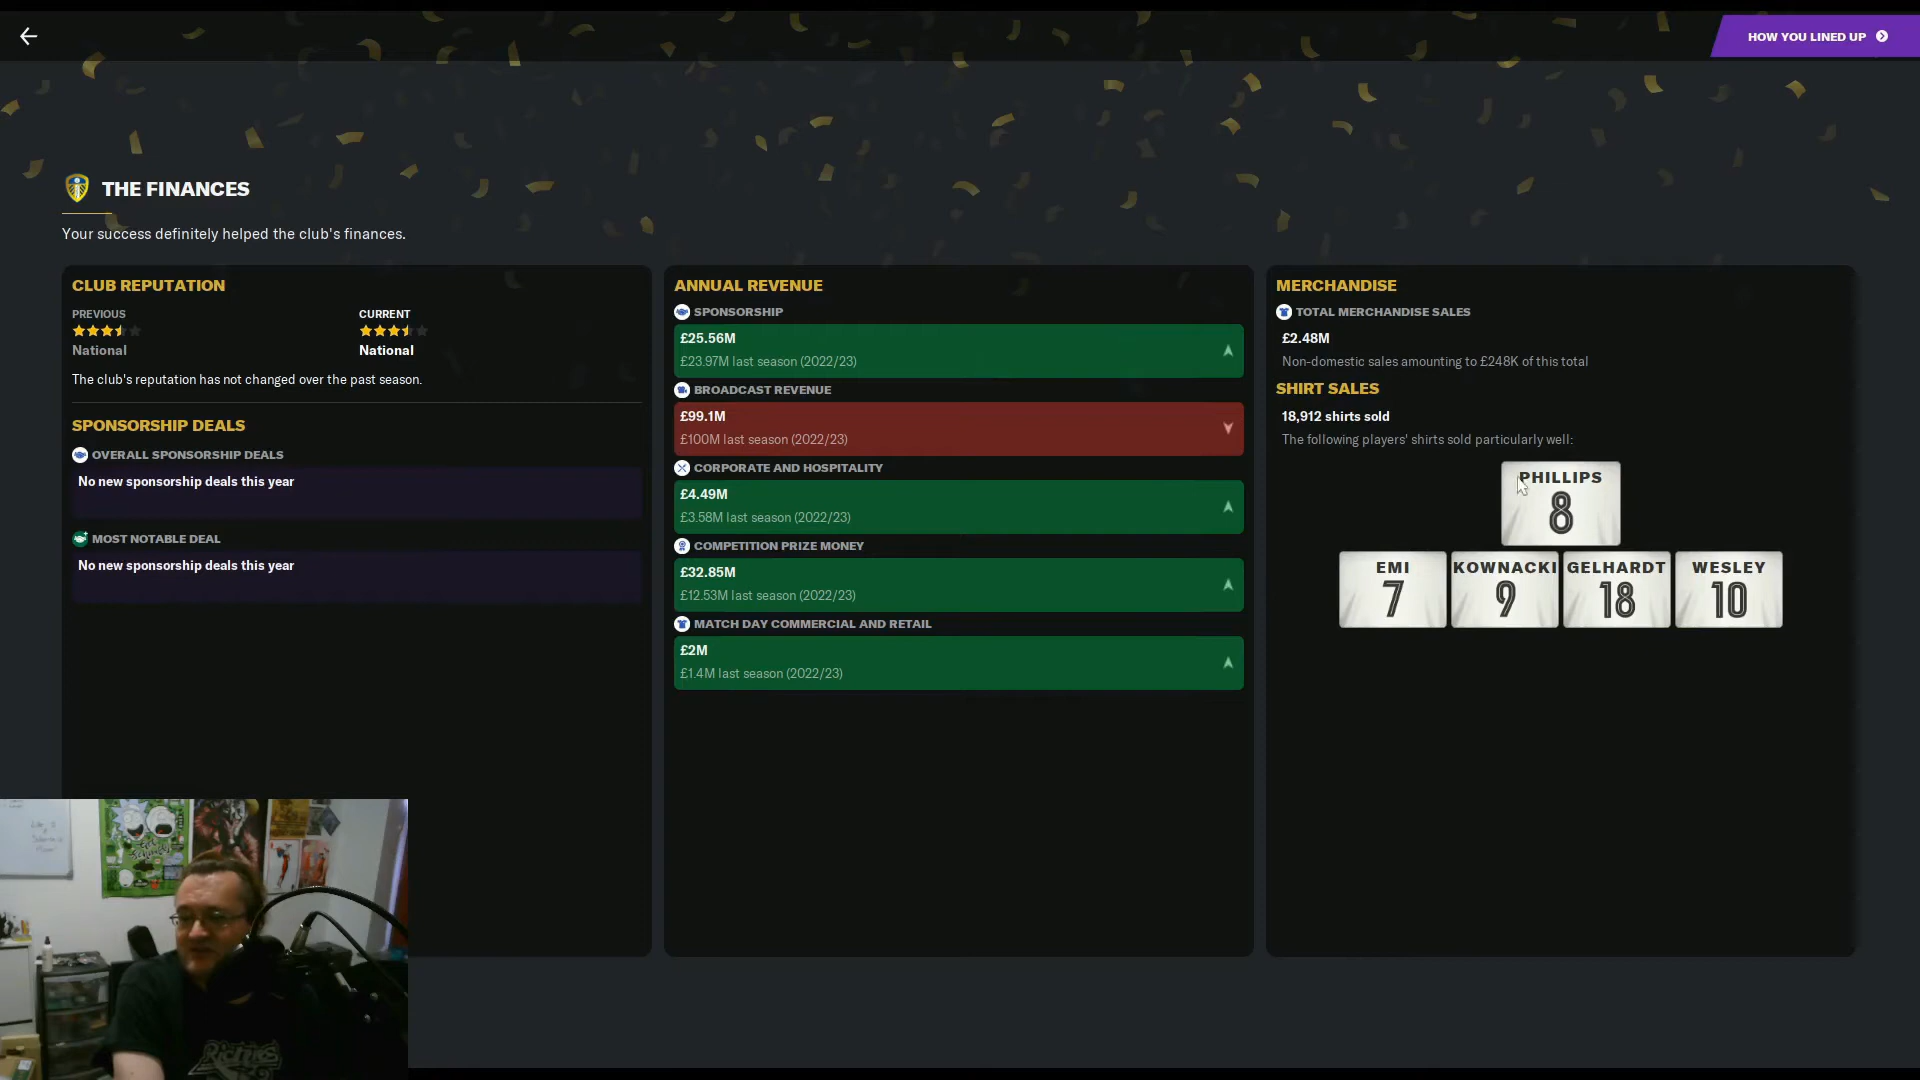 HOW YOU LINED UP
THE FINANCES
Your success definitely helped the club's finances.
CLUB REPUTATION
PREVIOUS
National
CURRENT
National
The club's reputation has not changed over the past season.
SPONSORSHIP DEALS
OVERALL SPONSORSHIP DEALS
No new sponsorship deals this year
MOST NOTABLE DEAL
No new sponsorship deals this year
ANNUAL REVENUE
SPONSORSHIP
£25.56M
£23.97M last season (2022/23)
BROADCAST REVENUE
£99.1M
£100M last season (2022/23)
CORPORATE AND HOSPITALITY
£4.49M
£3.58M last season (2022/23)
COMPETITION PRIZE MONEY
£32.85M
£12.53M last season (2022/23)
MATCH DAY COMMERCIAL AND RETAIL
£2M
£1.4M last season (2022/23)
MERCHANDISE
TOTAL MERCHANDISE SALES
£2.48M
Non-domestic sales amounting to £248K of this total
SHIRT SALES
18,912 shirts sold
The following players' shirts sold particularly well:
PHILLIPS
8
EMI
7
KOWNACKI
9
GELHARDT
18
WESLEY
10